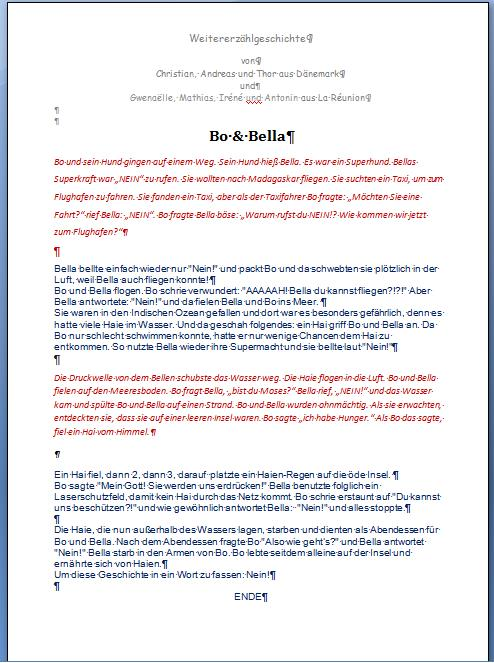 Weitererzählgeschichte¶
von¶
Christian, Andreas und Thor aus Dänemark¶
und¶
Gwenaëlle, Mathias, Iréné und Antonin aus La Réunion¶
¶
¶
Bo & Bella¶
Bo und sein Hund gingen auf einem Weg. Sein Hund hieß Bella. Es war ein Superhund. Bellas
Superkraft war „NEIN“ zu rufen. Sie wollten nach Madagaskar fliegen. Sie suchten ein Taxi, um zum
Flughafen zu fahren. Sie fanden ein Taxi, aber als der Taxifahrer Bo fragte: „Möchten Sie eine
Fahrt?“ rief Bella: „NEIN“. Bo fragte Bella böse: „Warum rufst du NEIN!? Wie kommen wir jetzt
zum Flughafen?“¶
¶
Bella bellte einfach wieder nur "Nein!" und packt Bo und da schwebten sie plötzlich in der
Luft, weil Bella auch fliegen konnte!¶
Bo und Bella flogen. Bo schrie verwundert: "AAAAH! Bella du kannst fliegen?!?!" Aber
Bella antwortete: "Nein!" und da fielen Bella und Bo ins Meer. ¶
Sie waren in den Indischen Ozean gefallen und dort war es besonders gefährlich, denn es
hatte viele Haie im Wasser. Und da geschah folgendes: ein Hai griff Bo und Bella an. Da
Bo nur schlecht schwimmen konnte, hatte er nur wenige Chancen dem Hai zu
entkommen. So nutzte Bella wieder ihre Supermacht und sie bellte laut "Nein!"¶
¶
Die Druckwelle von dem Bellen schubste das Wasser weg. Die Haie flogen in die Luft. Bo und Bella
fielen auf den Meeresboden. Bo fragt Bella, „bist du Moses?“ Bella rief, „NEIN!“ und das Wasser
kam und spülte Bo und Bella auf einen Strand. Bo und Bella wurden ohnmächtig. Als sie erwachten,
entdeckten sie, dass sie auf einer leeren Insel waren. Bo sagte „ich habe Hunger.“ Als Bo das sagte,
fiel ein Hai vom Himmel.¶
¶
Ein Hai fiel, dann 2, dann 3, darauf platzte ein Haien-Regen auf die öde Insel. ¶
Bo sagte "Mein Gott! Sie werden uns erdrücken!" Bella benutzte folglich ein
Laserschutzfeld, damit kein Hai durch das Netz kommt. Bo schrie erstaunt auf "Du kannst
uns beschützen?!" und wie gewöhnlich antwortet Bella: "Nein!" und alles stoppte.¶
¶
Die Haie, die nun außerhalb des Wassers lagen, starben und dienten als Abendessen für
Bo und Bella. Nach dem Abendessen fragte Bo "Also wie geht's?" und Bella antwortet
"Nein!" Bella starb in den Armen von Bo. Bo lebte seitdem alleine auf der Insel und
ernährte sich von Haien.¶
Um diese Geschichte in ein Wort zu fassen: Nein!¶
¶
ENDE¶